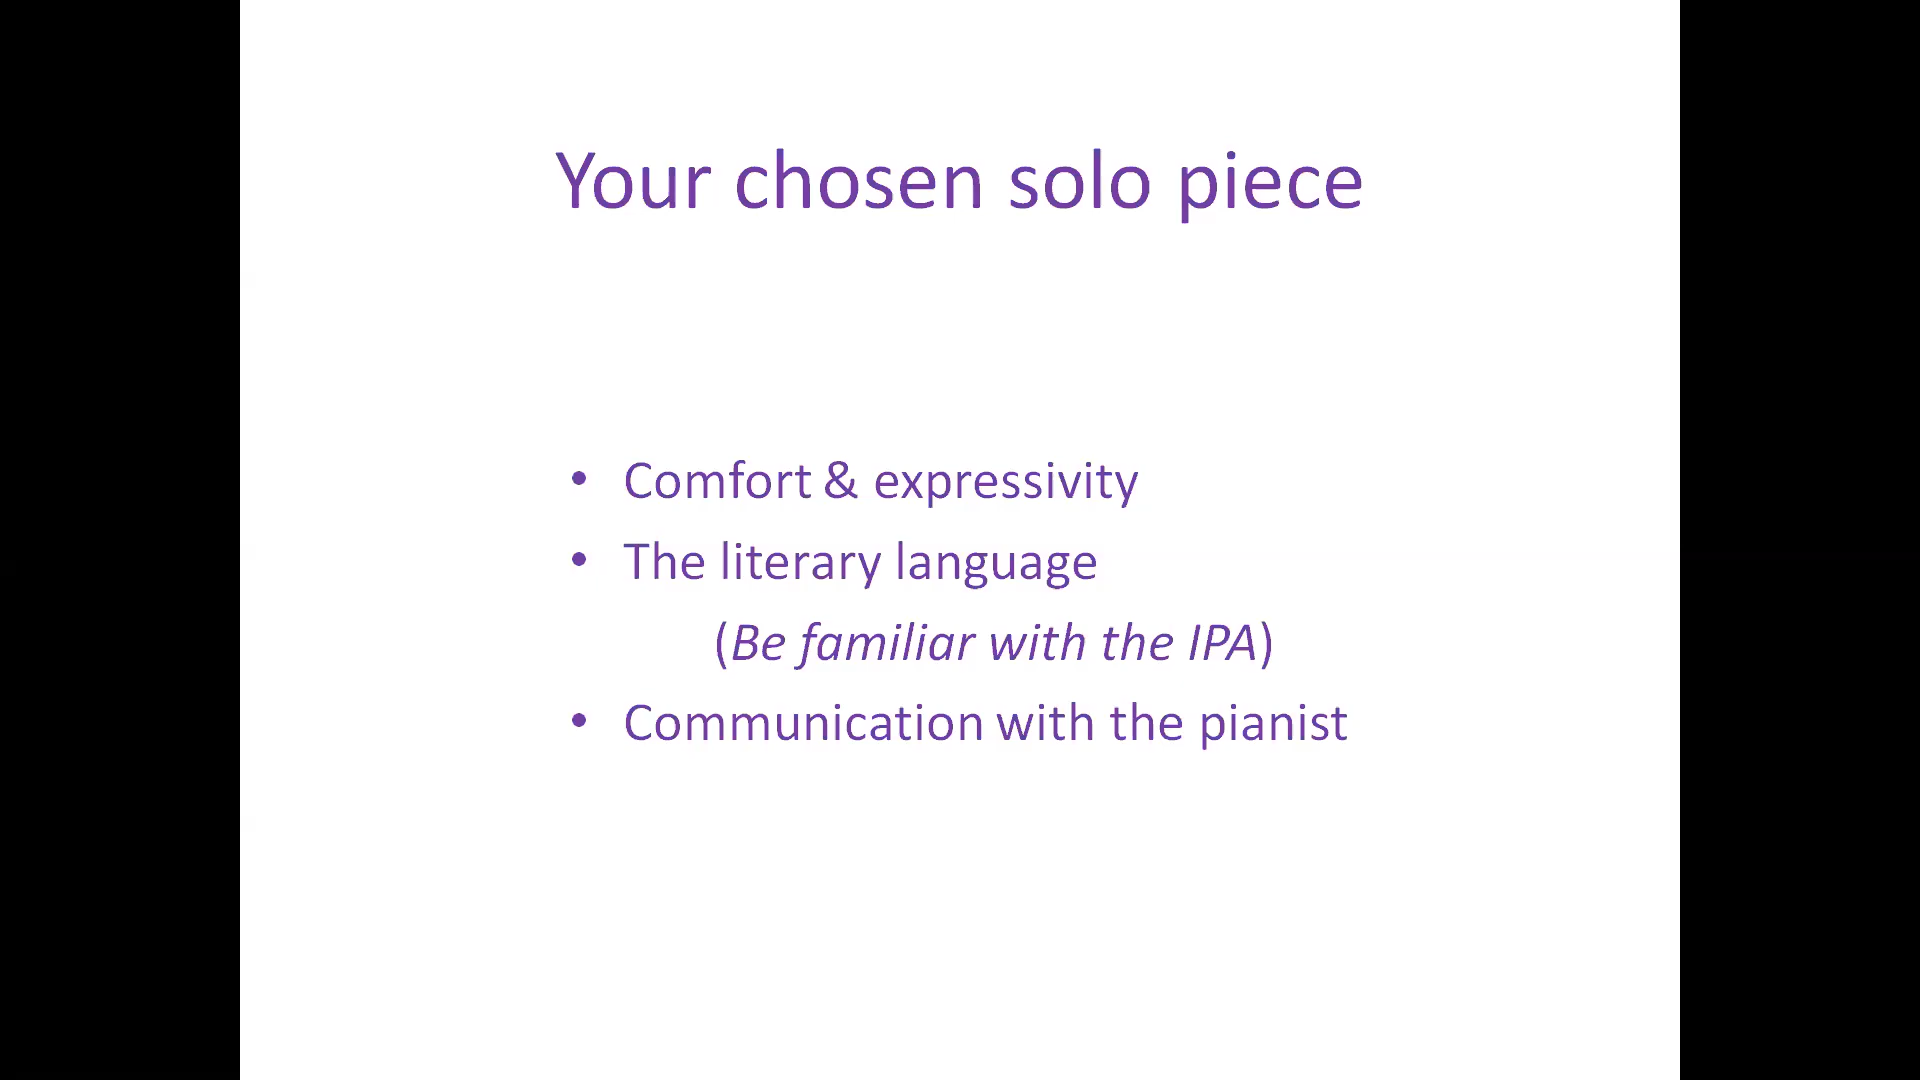 Your chosen solo piece
• Comfort & expressivity
• The literary language
(Be familiar with the IPA)
• Communication with the pianist